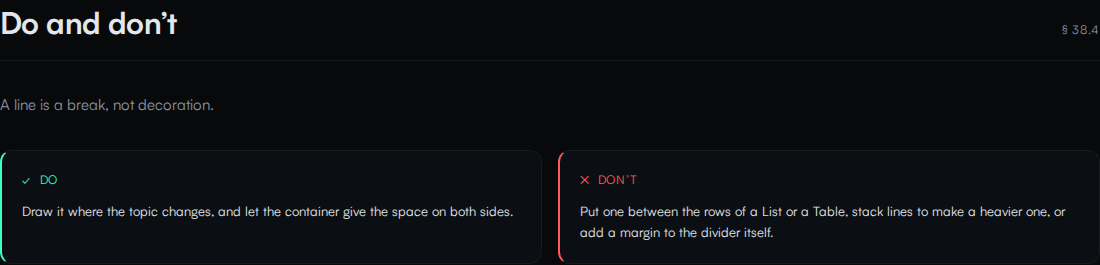 Do and don’t
§ 38.4
A line is a break, not decoration.
✓ DO
Draw it where the topic changes, and let the container give the space on both sides.
✕ DON’T
Put one between the rows of a List or a Table, stack lines to make a heavier one, or
add a margin to the divider itself.